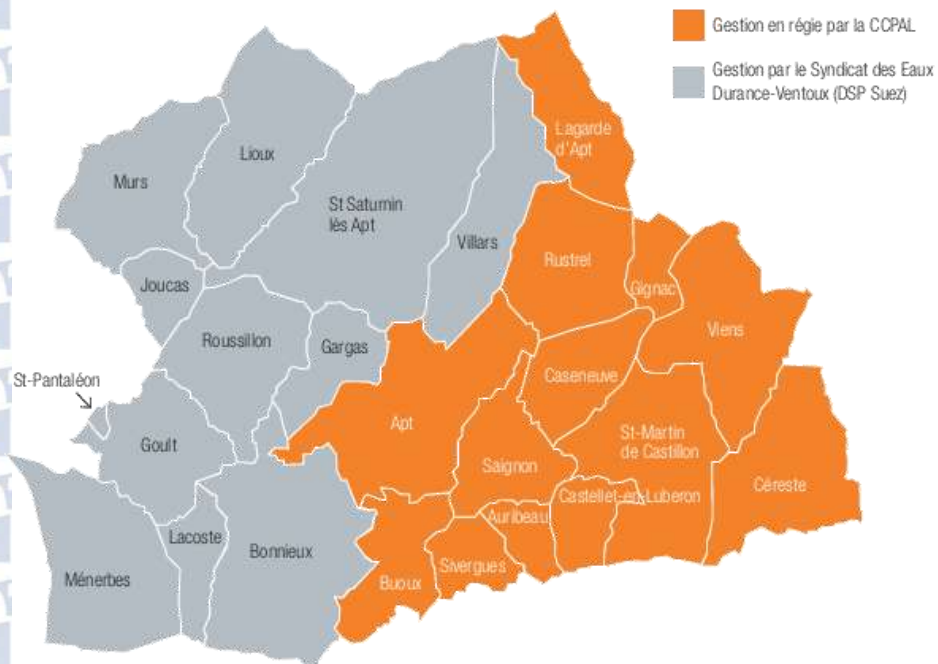 Gestion en régie par la CCPAL
Gestion par le Syndicat des Eaux
Durance-Ventoux (DSP Suez)
Lagarde
d'Apt
Lioux
Murs
St Saturnin
lès Apt
Villars
Rustrel
Joucas
Gignac
Viens
Roussillon
Gargas
St-Pantaléon
Caseneuve
Apt
Goult
St-Martin
de Castillon
Saignon
Céreste
Castellet-en-Luberon
Auribeau
Lacoste
Bonnieux
Sivergues
Ménerbes
Buoux